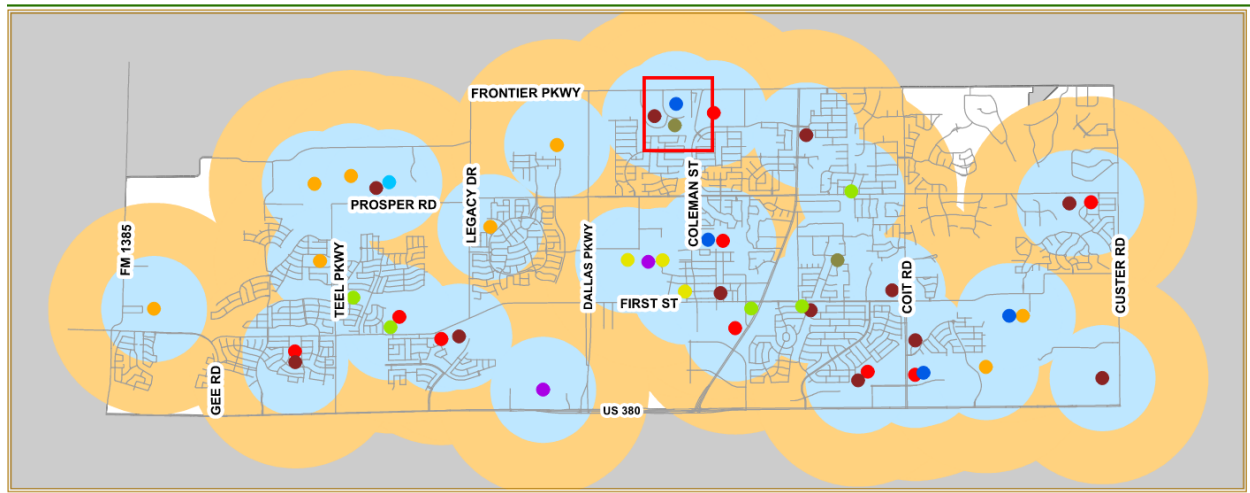 FRONTIER PKWY
PROSPER RD
LEGACY DR
COLEMAN ST
FM 1385
TEEL PKWY
DALLAS PKWY
FIRST ST
COIT RD
CUSTER RD
GEE RD
US 380